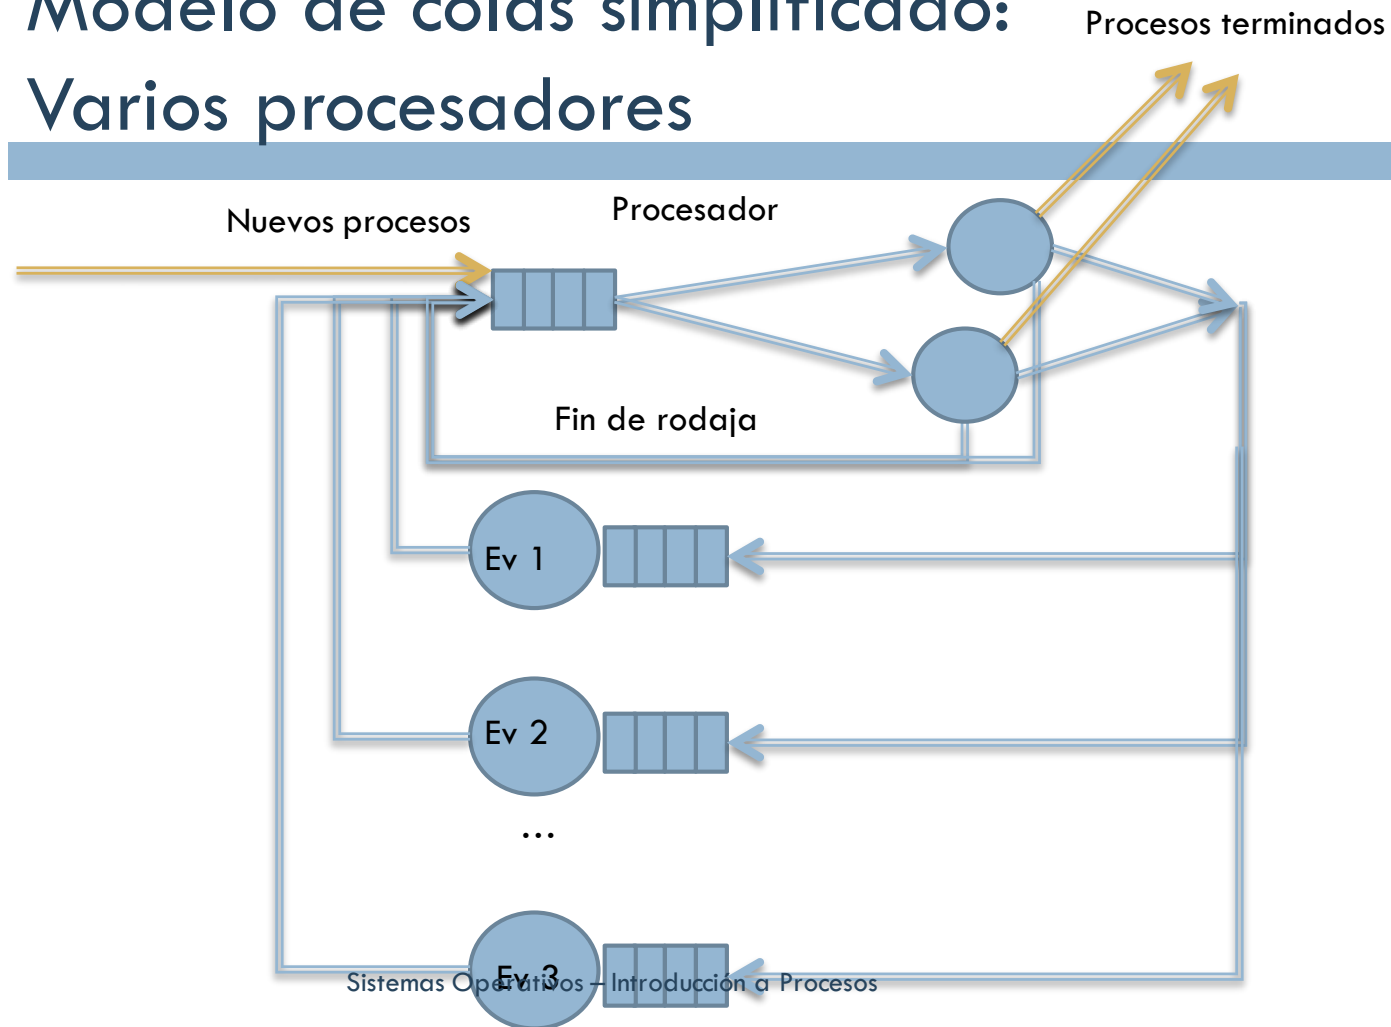 Modelo de colas simplificado:
Varios procesadores
Procesos terminados
Nuevos procesos
Procesador
Fin de rodaja
Ev 1
Ev 2
...
Ev 3
Sistemas Operativos – Introducción a Procesos